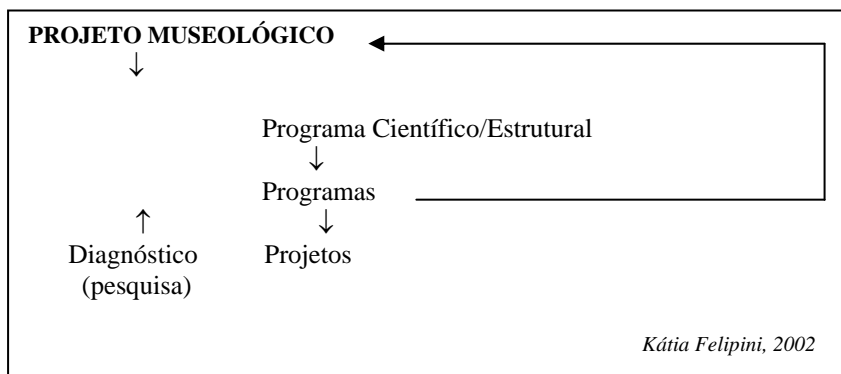 PROJETO MUSEOLÓGICO
↓
Programa Científico/Estrutural
↓
Programas
↑ ↓
Diagnóstico Projetos
(pesquisa)
Kátia Felipini, 2002